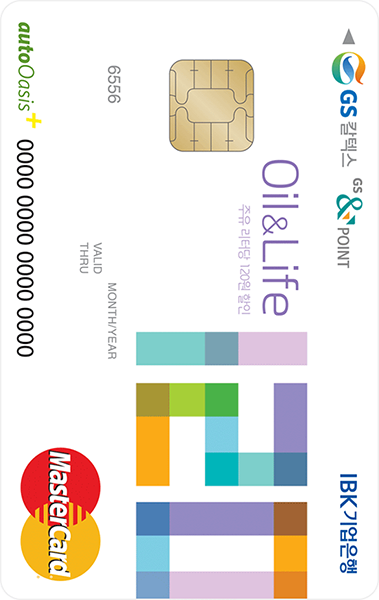 GS칼텍스
GS & POINT
IBK기업은행
Oil&Life
주유 리터당 120원 할인
120
6556
MONTH/YEAR
VALID
THRU
autoOasis+
0000 0000 0000 0000
MasterCard